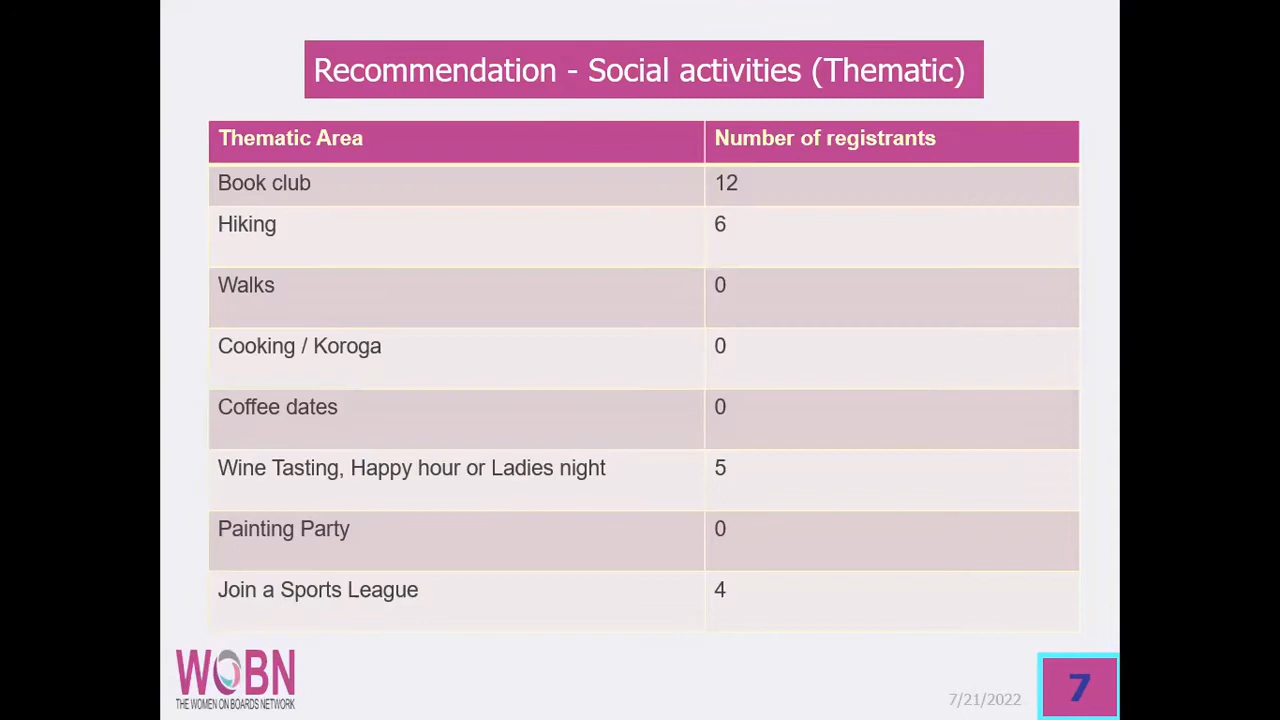 Recommendation - Social activities (Thematic)
Thematic Area Number of registrants
Book club 12
Hiking 6
Walks 0
Cooking / Koroga 0
Coffee dates 0
Wine Tasting, Happy hour or Ladies night 5
Painting Party 0
Join a Sports League 4
WOBN
THE WOMEN ON BOARDS NETWORK
7/21/2022
7